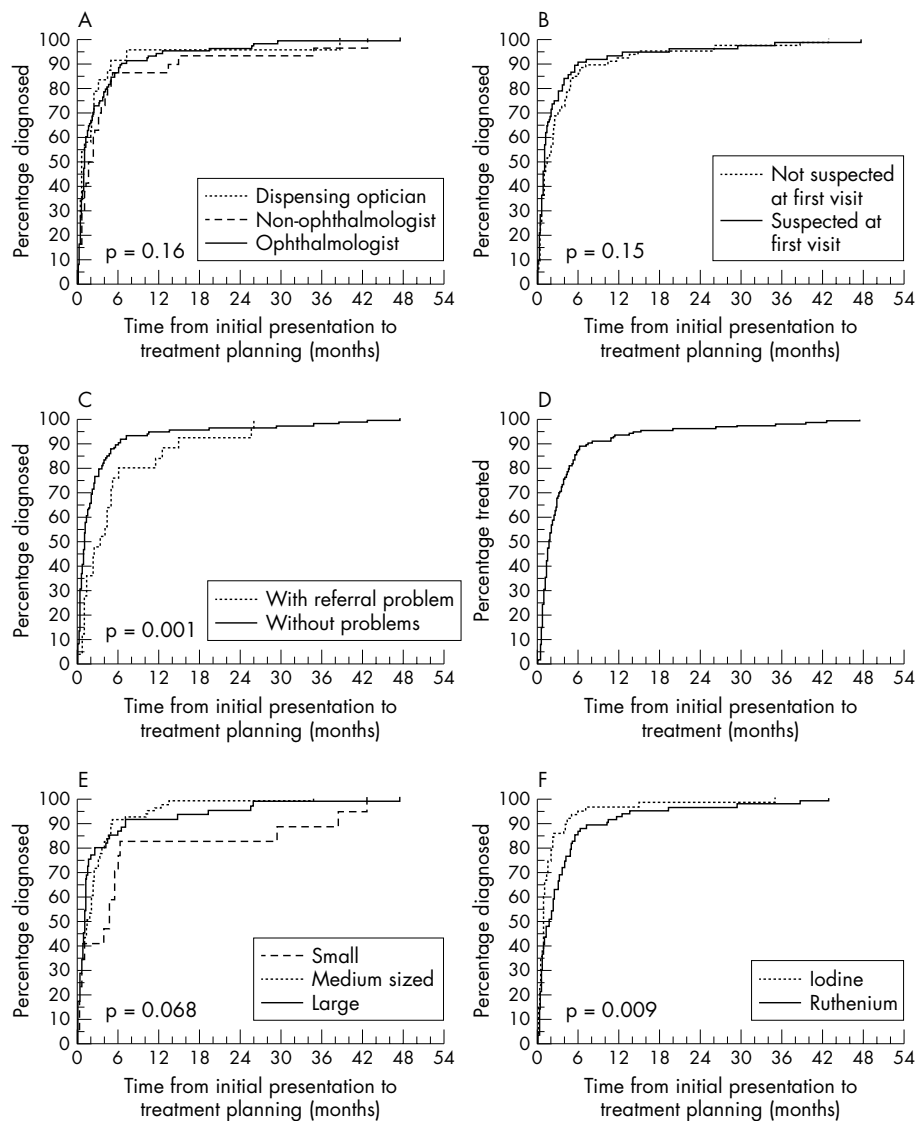 A
Percentage diagnosed
100
90
80
70
60
50
40
30
20
10
0
Dispensing optician
Non-ophthalmologist
Ophthalmologist
p = 0.16
0 6 12 18 24 30 36 42 48 54
Time from initial presentation to
treatment planning (months)
B
Percentage diagnosed
100
90
80
70
60
50
40
30
20
10
0
Not suspected
at first visit
Suspected at
first visit
p = 0.15
0 6 12 18 24 30 36 42 48 54
Time from initial presentation to
treatment planning (months)
C
Percentage diagnosed
100
90
80
70
60
50
40
30
20
10
0
With referral problem
Without problems
p = 0.001
0 6 12 18 24 30 36 42 48 54
Time from initial presentation to
treatment planning (months)
D
Percentage treated
100
90
80
70
60
50
40
30
20
10
0
0 6 12 18 24 30 36 42 48 54
Time from initial presentation to
treatment (months)
E
Percentage diagnosed
100
90
80
70
60
50
40
30
20
10
0
Small
Medium sized
Large
p = 0.068
0 6 12 18 24 30 36 42 48 54
Time from initial presentation to
treatment planning (months)
F
Percentage diagnosed
100
90
80
70
60
50
40
30
20
10
0
Iodine
Ruthenium
p = 0.009
0 6 12 18 24 30 36 42 48 54
Time from initial presentation to
treatment planning (months)